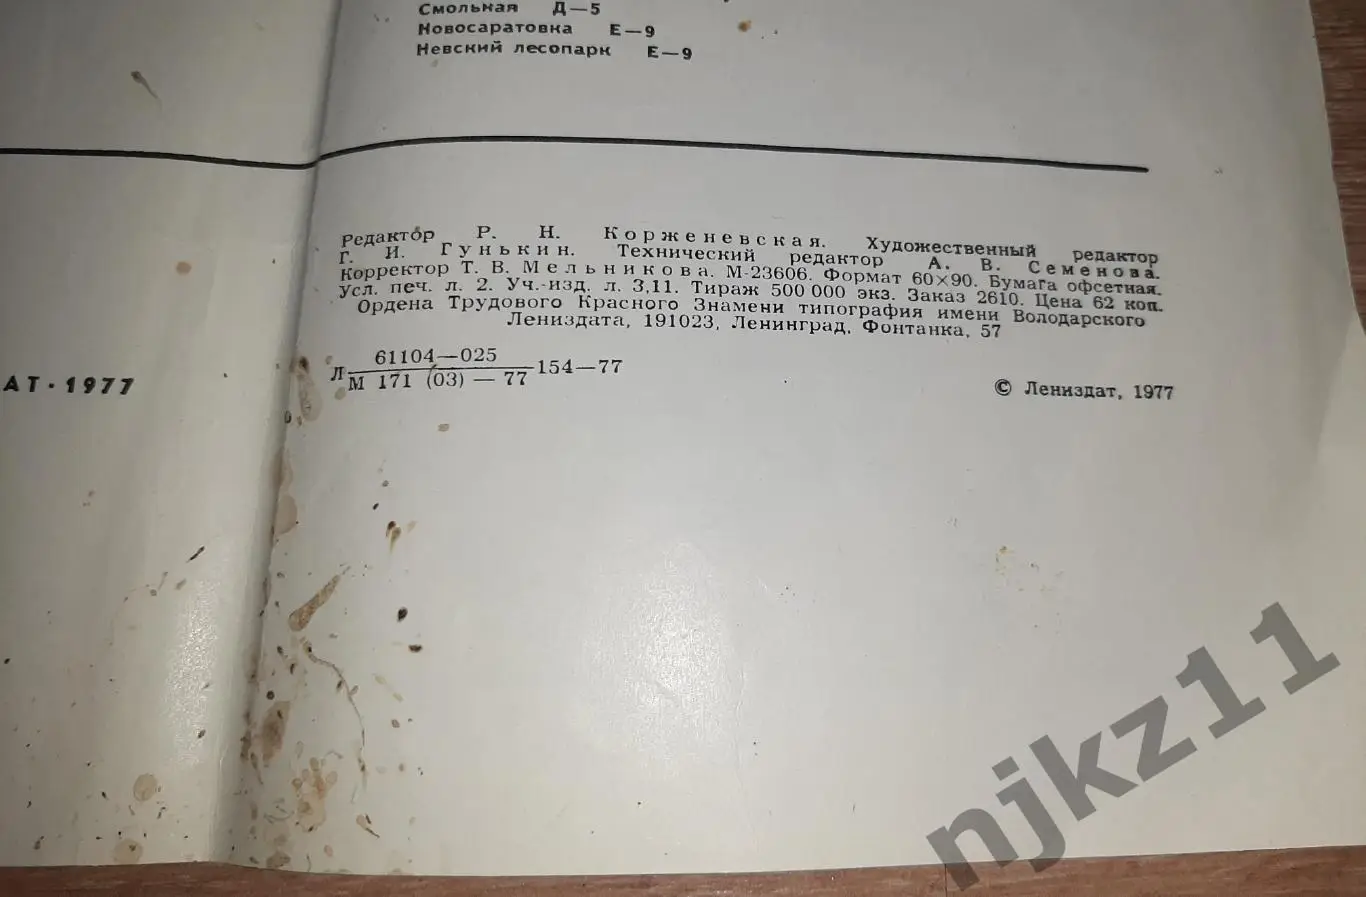 Смольная Д—5
Новосаратовка Е—9
Невский лесопарк Е—9
Редактор Р. Н. Корженевская. Художественный редактор
Г. И. Гунькин. Технический редактор А. В. Семенова.
Корректор Т. В. Мельникова. М-23606. Формат 60×90. Бумага офсетная.
Усл. печ. л. 2. Уч.-изд. л. 3,11. Тираж 500 000 экз. Заказ 2610. Цена 62 коп.
Ордена Трудового Красного Знамени типография имени Володарского
Лениздата, 191023, Ленинград, Фонтанка, 57
61104—025
Л 154—77
М 171 (03) — 77
АТ · 1977
© Лениздат, 1977
njkz11